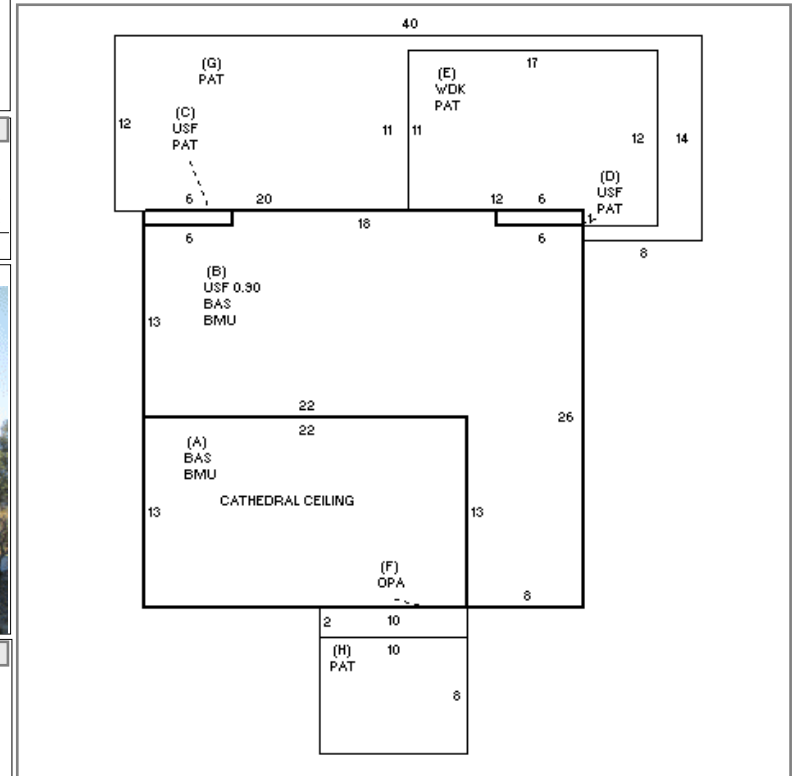 40
(G)
PAT
(E)
WDK
PAT
17
(C)
USF
PAT
12
11
11
12
14
(D)
USF
PAT
6
20
12
6
1
6
18
6
8
(B)
USF 0.90
BAS
BMU
13
22
26
22
(A)
BAS
BMU
CATHEDRAL CEILING
13
13
(F)
OPA
8
2
10
(H)
PAT
10
8